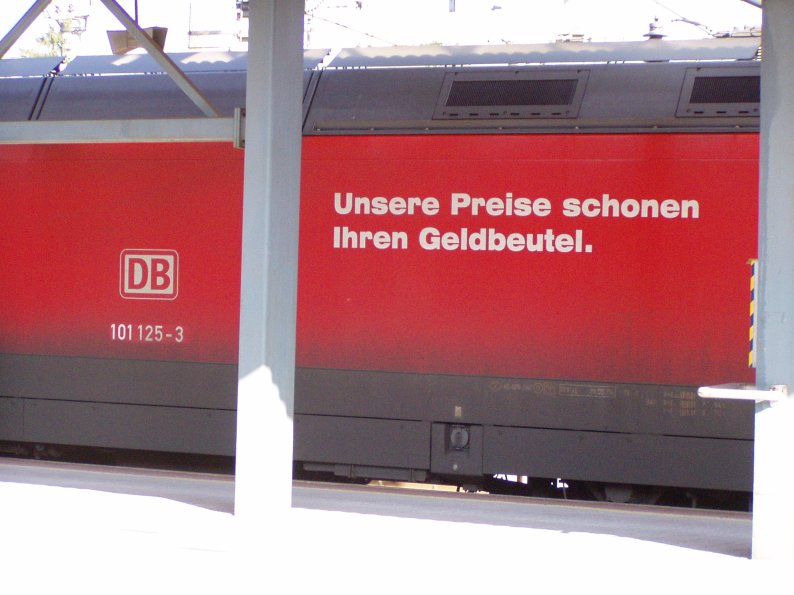 Unsere Preise schonen
Ihren Geldbeutel.
DB
101 125-3